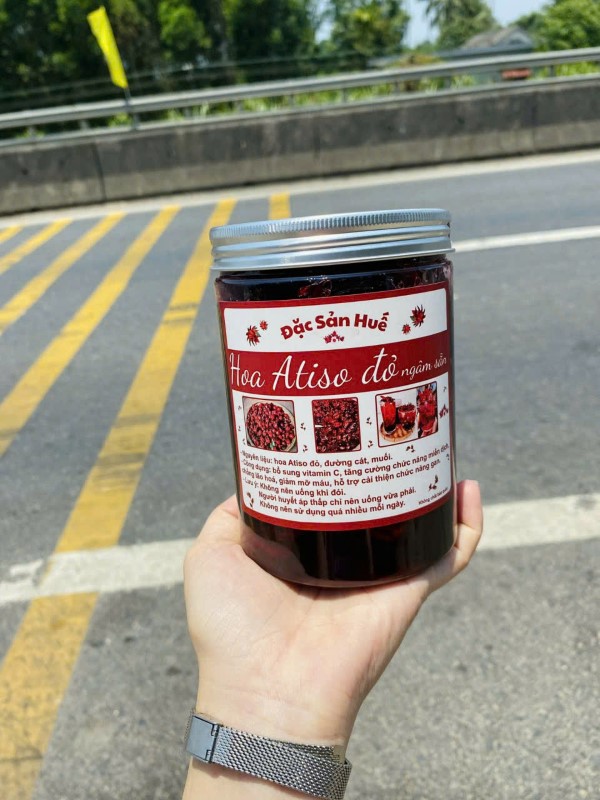 Đặc Sản Huế
Hoa Atiso đỏ ngâm sẵn
- Nguyên liệu: hoa Atiso đỏ, đường cát, muối.
- Công dụng: bổ sung vitamin C, tăng cường chức năng miễn dịch,
chống lão hoá, giảm mỡ máu, hỗ trợ cải thiện chức năng gan.
- Lưu ý: Không nên uống khi đói.
Người huyết áp thấp chỉ nên uống vừa phải.
Không nên sử dụng quá nhiều mỗi ngày.